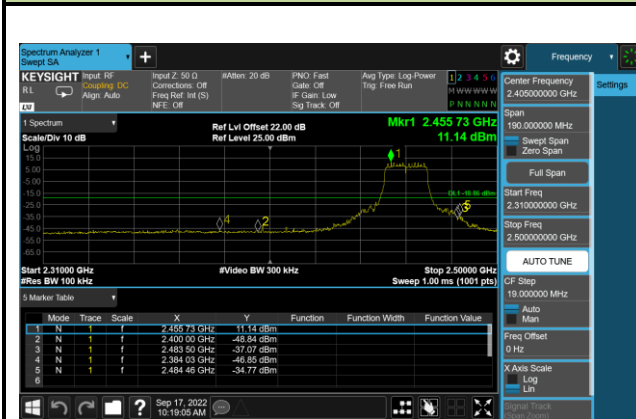 Spectrum Analyzer 1
Swept SA
+
Frequency
KEYSIGHT
RL
LXI
Input: RF
Coupling: DC
Align: Auto
Input Z: 50 Ω
Corrections: Off
Freq Ref: Int (S)
NFE: Off
#Atten: 20 dB
PNO: Fast
Gate: Off
IF Gain: Low
Sig Track: Off
Avg Type: Log-Power
Trig: Free Run
1 2 3 4 5 6
M W W W W W
P N N N N N
1 Spectrum
Scale/Div 10 dB
Ref Lvl Offset 22.00 dB
Ref Level 25.00 dBm
Mkr1 2.455 73 GHz
11.14 dBm
Log
15.0
5.00
-5.00
-15.0
-25.0
-35.0
-45.0
-55.0
-65.0
1
4
2
5
Start 2.31000 GHz
#Res BW 100 kHz
#Video BW 300 kHz
Stop 2.50000 GHz
Sweep 1.00 ms (1001 pts)
5 Marker Table
Mode Trace Scale X Y Function Function Width Function Value
1 N 1 f 2.455 73 GHz 11.14 dBm
2 N 1 f 2.400 00 GHz -48.84 dBm
3 N 1 f 2.483 50 GHz -37.07 dBm
4 N 1 f 2.384 03 GHz -46.85 dBm
5 N 1 f 2.484 46 GHz -34.77 dBm
6
Center Frequency
2.405000000 GHz
Span
190.000000 MHz
Swept Span
Zero Span
Full Span
Start Freq
2.310000000 GHz
Stop Freq
2.500000000 GHz
AUTO TUNE
CF Step
19.000000 MHz
Auto
Man
Freq Offset
0 Hz
X Axis Scale
Log
Lin
Signal Track
(Span Zoom)
Settings
?
Sep 17, 2022
10:19:05 AM